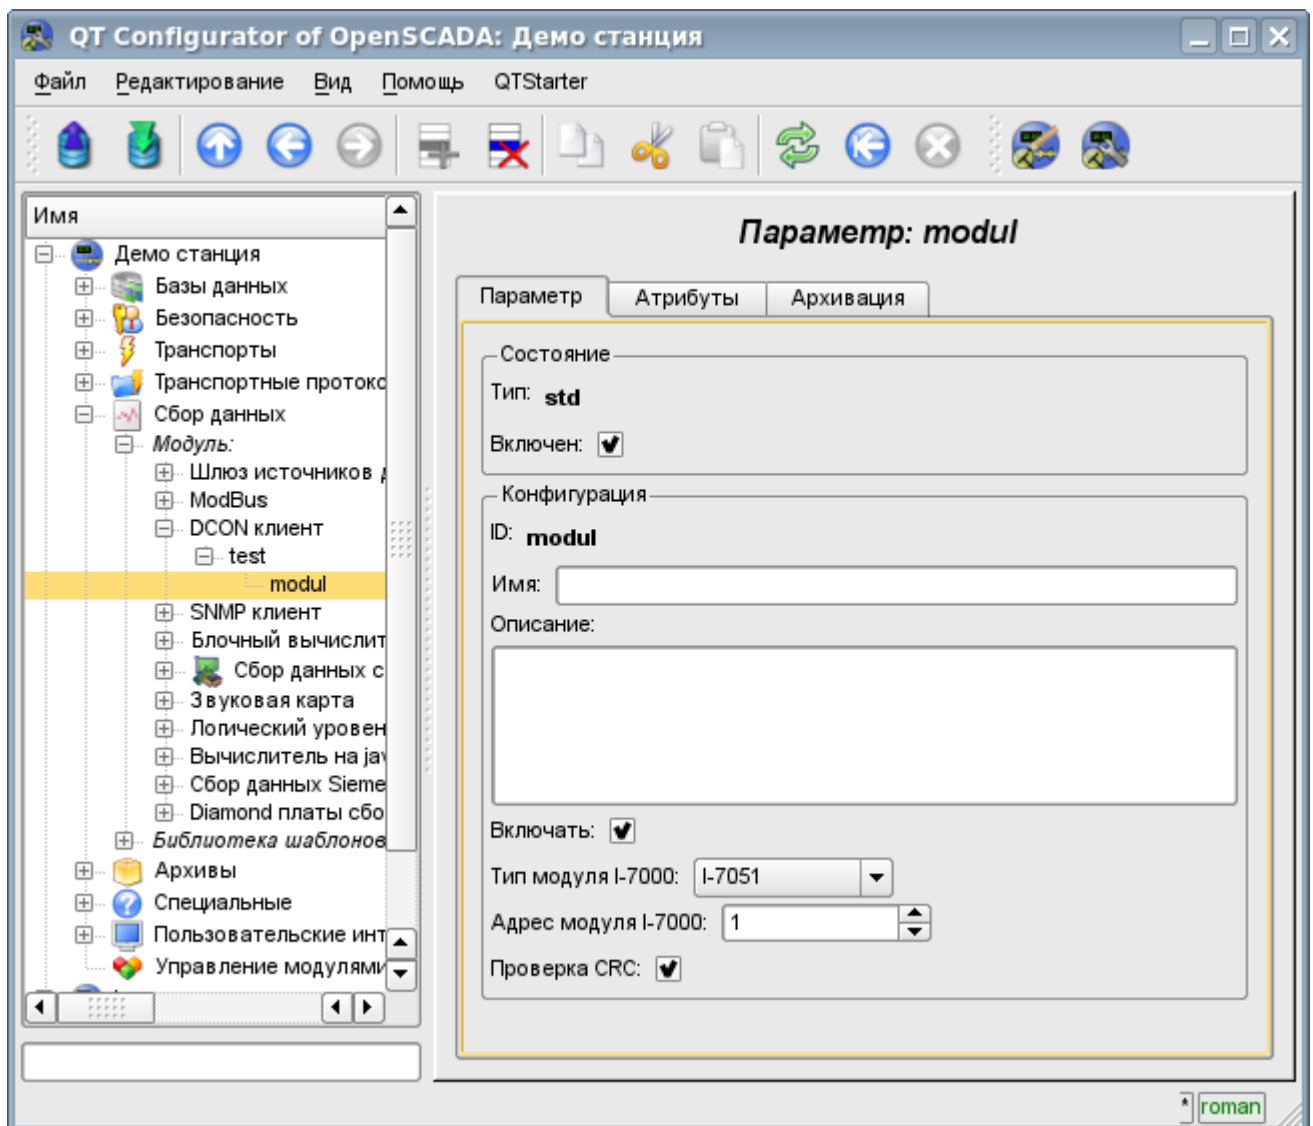 QT Configurator of OpenSCADA: Демо станция
Файл Редактирование Вид Помощь QTStarter
Имя
Демо станция
Базы данных
Безопасность
Транспорты
Транспортные протоко
Сбор данных
Модуль:
Шлюз источников
ModBus
DCON клиент
test
modul
SNMP клиент
Блочный вычислит
Сбор данных с
Звуковая карта
Логический уровен
Вычислитель на jav
Сбор данных Sieme
Diamond платы сбо
Библиотека шаблонов
Архивы
Специальные
Пользовательские инт
Управление модулями
Параметр: modul
Параметр Атрибуты Архивация
Состояние
Тип: std
Включен:
Конфигурация
ID: modul
Имя:
Описание:
Включать:
Тип модуля I-7000: I-7051
Адрес модуля I-7000: 1
Проверка CRC:
* roman